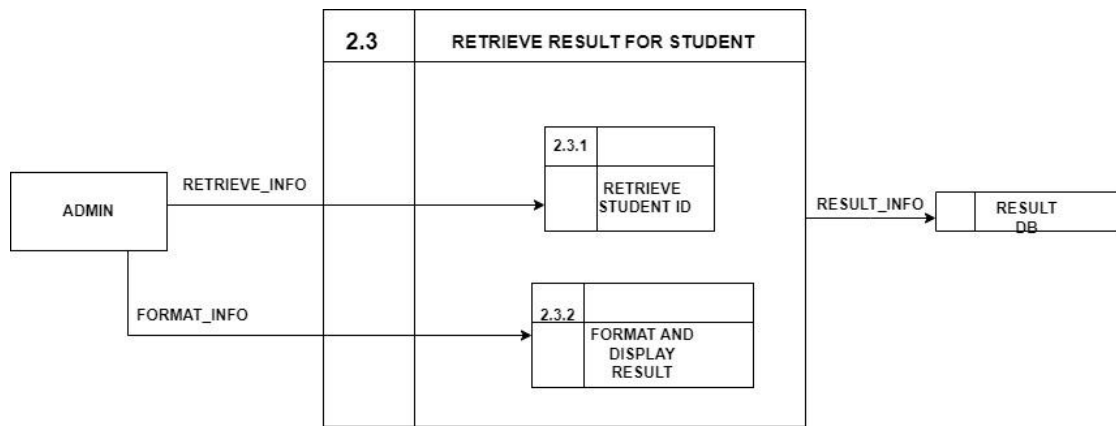 2.3
RETRIEVE RESULT FOR STUDENT
2.3.1
RETRIEVE
STUDENT ID
RETRIEVE_INFO
ADMIN
RESULT_INFO
RESULT
DB
FORMAT_INFO
2.3.2
FORMAT AND
DISPLAY
RESULT